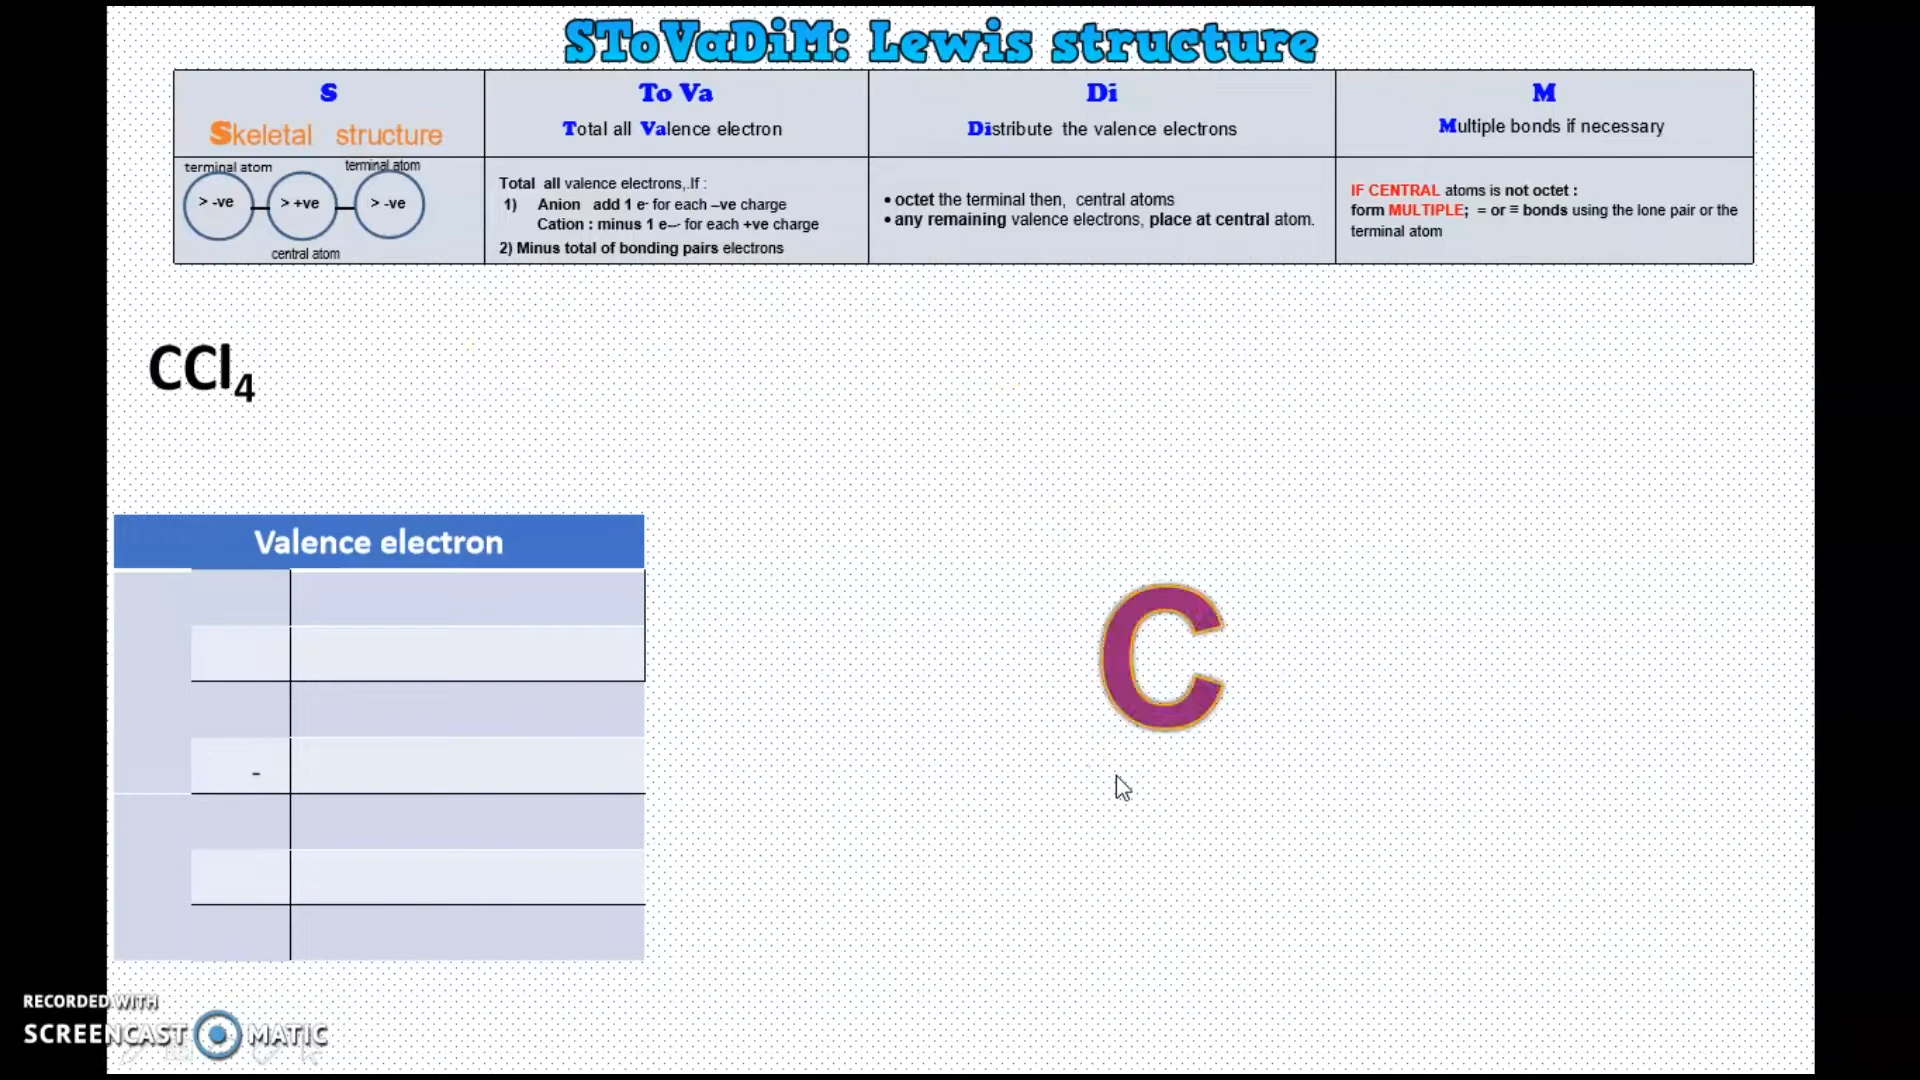 SToVaDiM: Lewis structure
S
Skeletal structure
To Va
Total all Valence electron
Di
Distribute the valence electrons
M
Multiple bonds if necessary
terminal atom
terminal atom
> -ve
> +ve
> -ve
central atom
Total all valence electrons,.If :
1) Anion add 1 e- for each –ve charge
Cation : minus 1 e-- for each +ve charge
2) Minus total of bonding pairs electrons
• octet the terminal then, central atoms
• any remaining valence electrons, place at central atom.
IF CENTRAL atoms is not octet :
form MULTIPLE; = or ≡ bonds using the lone pair or the
terminal atom
CCl₄
Valence electron
-
C
RECORDED WITH
SCREENCAST MATIC